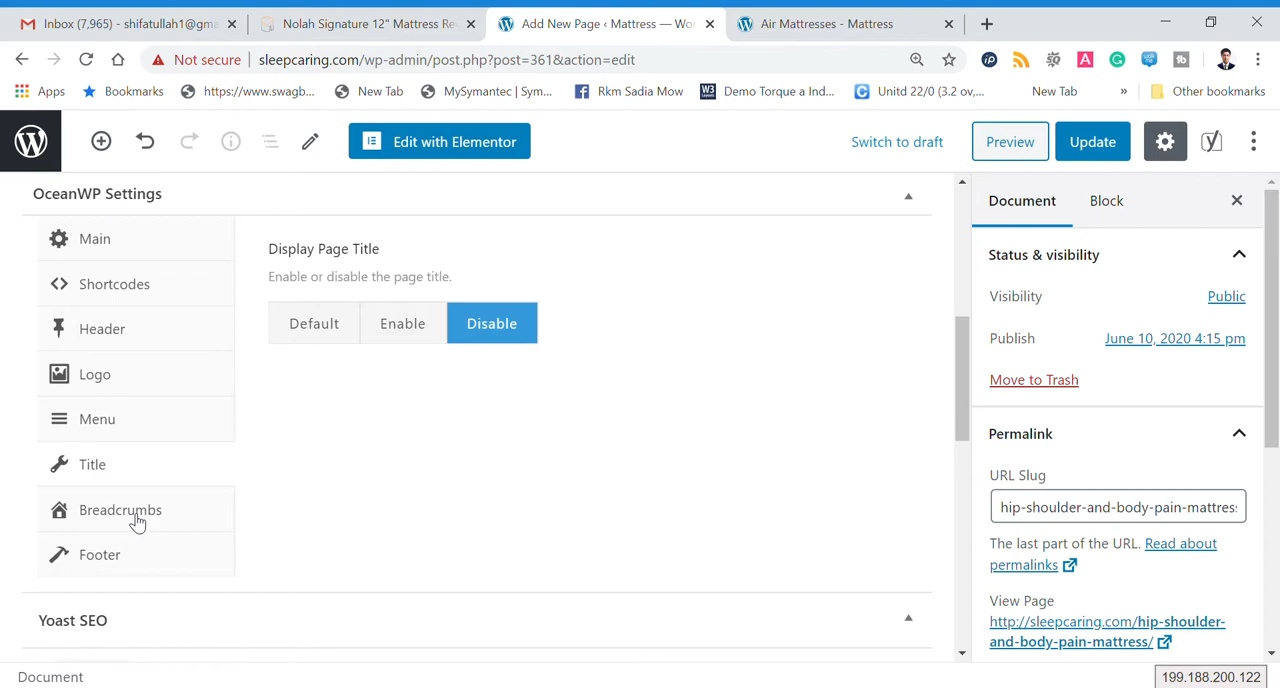 Inbox (7,965) - shifatullah1@gma
Nolah Signature 12" Mattress Re
Add New Page ‹ Mattress — Wo
Air Mattresses - Mattress
Not secure
sleepcaring.com/wp-admin/post.php?post=361&action=edit
Apps
Bookmarks
https://www.swagb...
New Tab
MySymantec | Sym...
Rkm Sadia Mow
Demo Torque a Ind...
Unitd 22/0 (3.2 ov,...
New Tab
»
Other bookmarks
Edit with Elementor
Switch to draft
Preview
Update
OceanWP Settings
Main
Shortcodes
Header
Logo
Menu
Title
Breadcrumbs
Footer
Display Page Title
Enable or disable the page title.
Default
Enable
Disable
Yoast SEO
Document
Block
Status & visibility
Visibility
Public
Publish
June 10, 2020 4:15 pm
Move to Trash
Permalink
URL Slug
hip-shoulder-and-body-pain-mattres
The last part of the URL. Read about
permalinks
View Page
http://sleepcaring.com/hip-shoulder-
and-body-pain-mattress/
Document
199.188.200.122